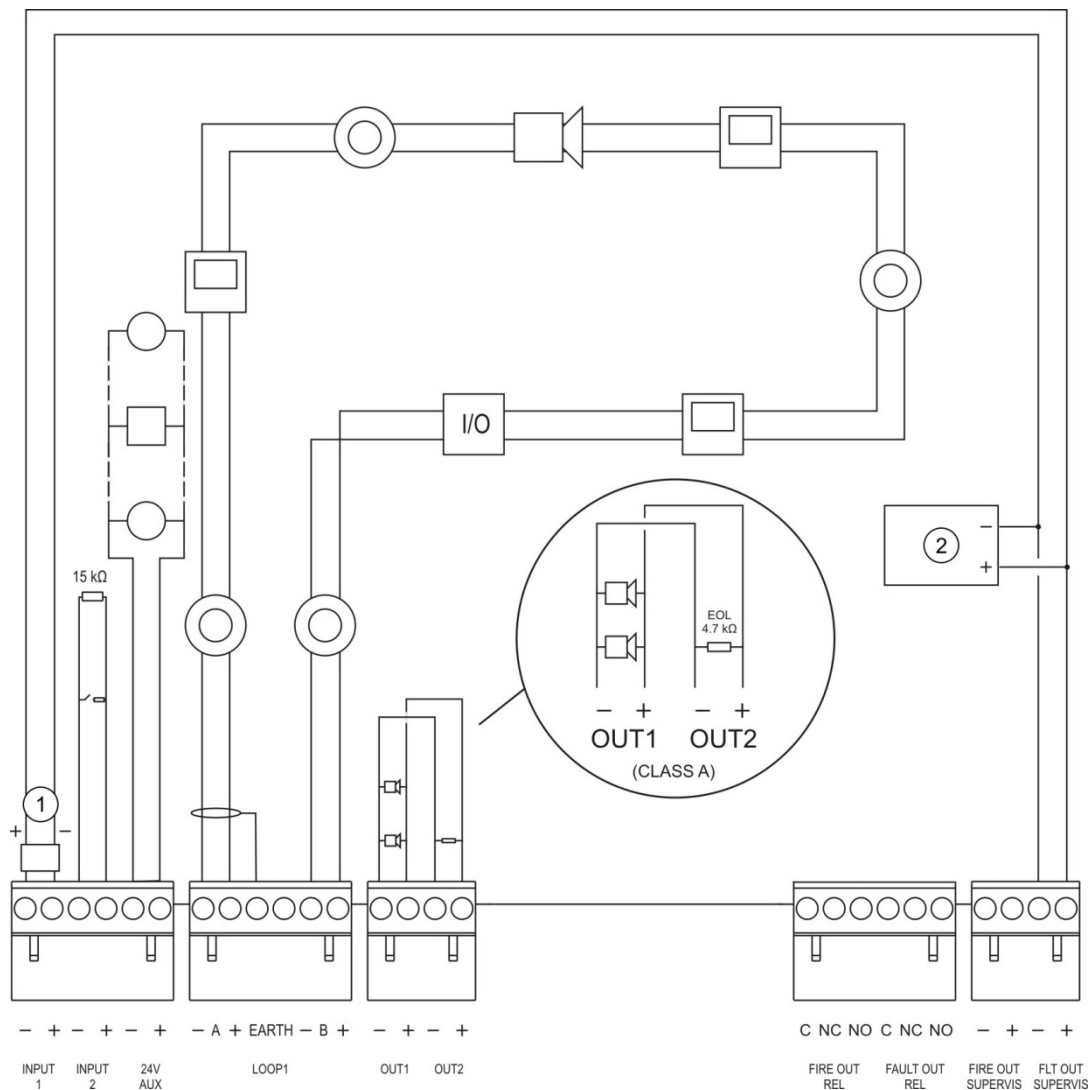 I/O
2
−
+
15 kΩ
EOL
4.7 kΩ
− + − +
OUT1 OUT2
(CLASS A)
1
+ −
− + − + − + − A + EARTH − B + − + − + C NC NO C NC NO − + − +
INPUT
1
INPUT
2
24V
AUX
LOOP1
OUT1
OUT2
FIRE OUT
REL
FAULT OUT
REL
FIRE OUT
SUPERVIS
FLT OUT
SUPERVIS